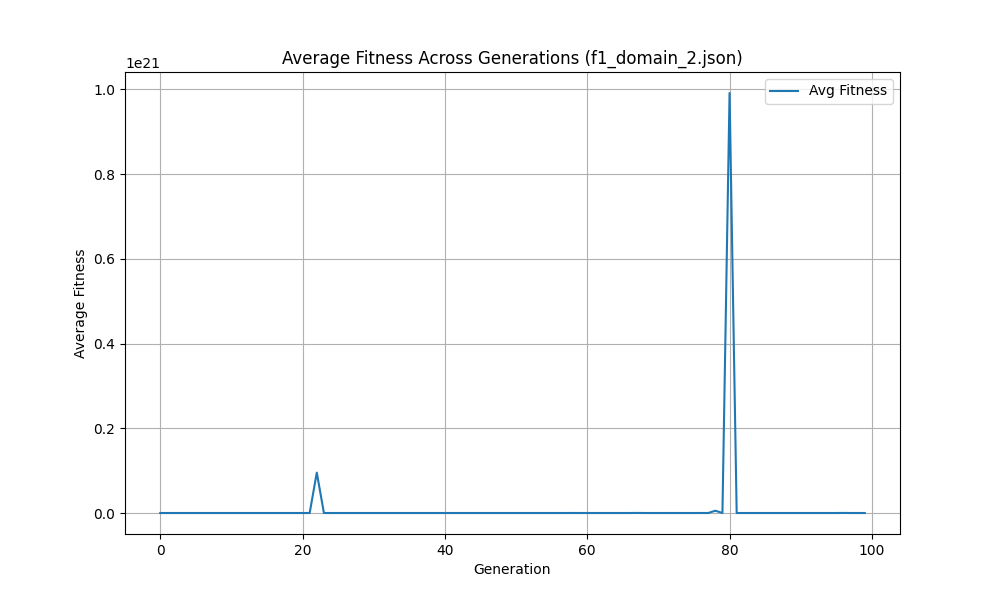 Average Fitness Across Generations (f1_domain_2.json)
1e21
Avg Fitness
1.0
0.8
0.6
0.4
0.2
0.0
Average Fitness
0 20 40 60 80 100
Generation